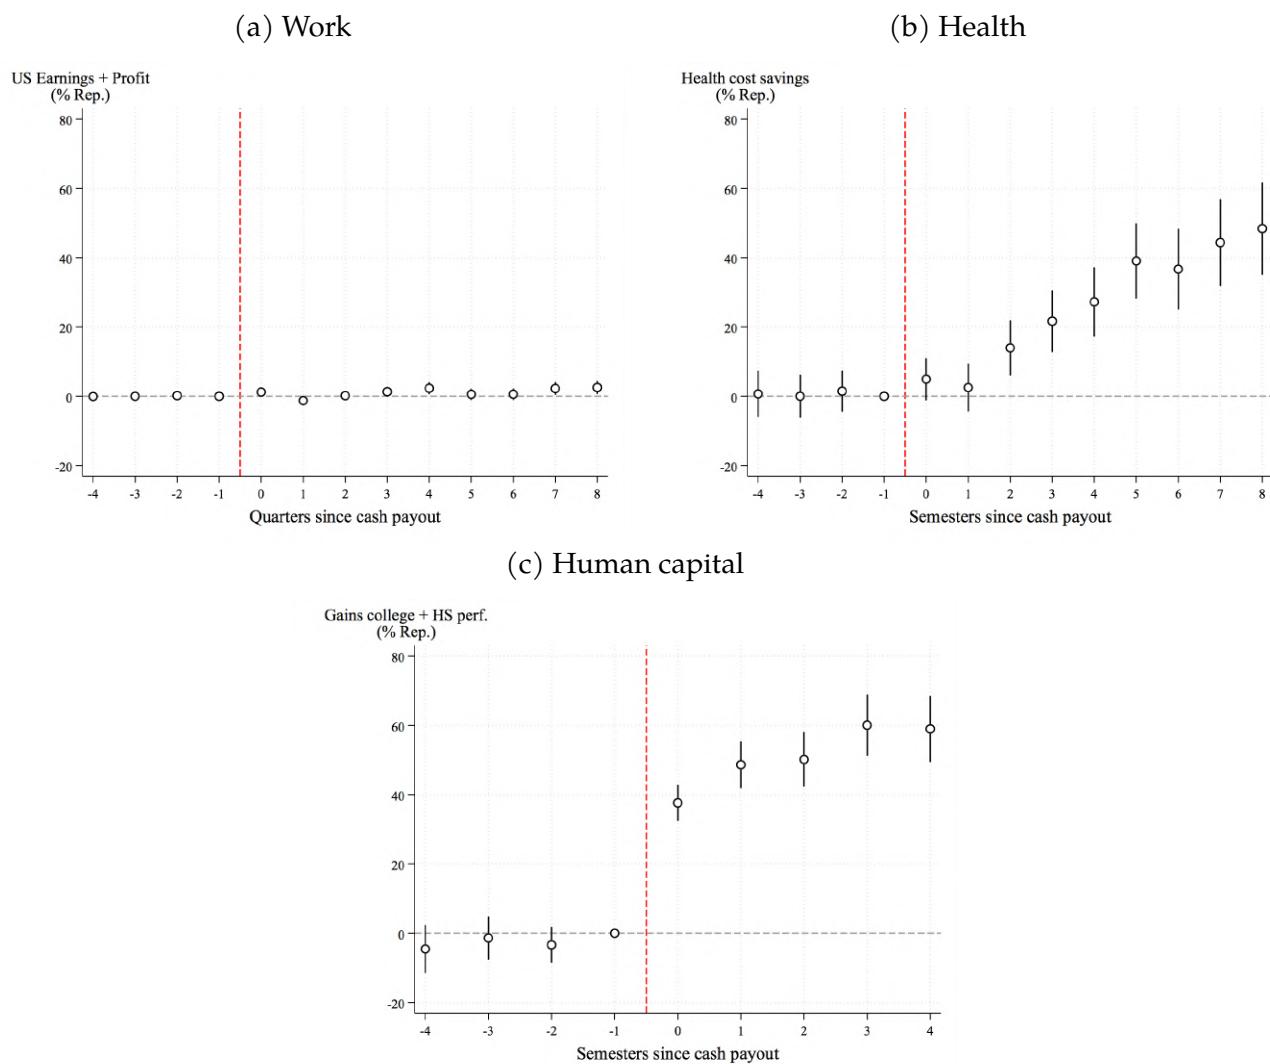 (a) Work
US Earnings + Profit
(% Rep.)
80
60
40
20
0
-20
-4 -3 -2 -1 0 1 2 3 4 5 6 7 8
Quarters since cash payout
(b) Health
Health cost savings
(% Rep.)
80
60
40
20
0
-20
-4 -3 -2 -1 0 1 2 3 4 5 6 7 8
Semesters since cash payout
(c) Human capital
Gains college + HS perf.
(% Rep.)
80
60
40
20
0
-20
-4 -3 -2 -1 0 1 2 3 4
Semesters since cash payout